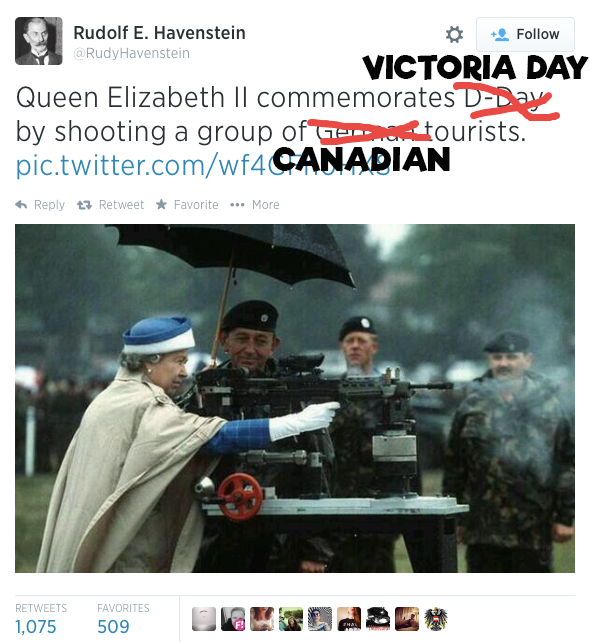 Rudolf E. Havenstein
@RudyHavenstein
Follow
VICTORIA DAY
Queen Elizabeth II commemorates D-Day
by shooting a group of German tourists.
CANADIAN
pic.twitter.com/wf4
Reply Retweet Favorite More
RETWEETS FAVORITES
1,075 509